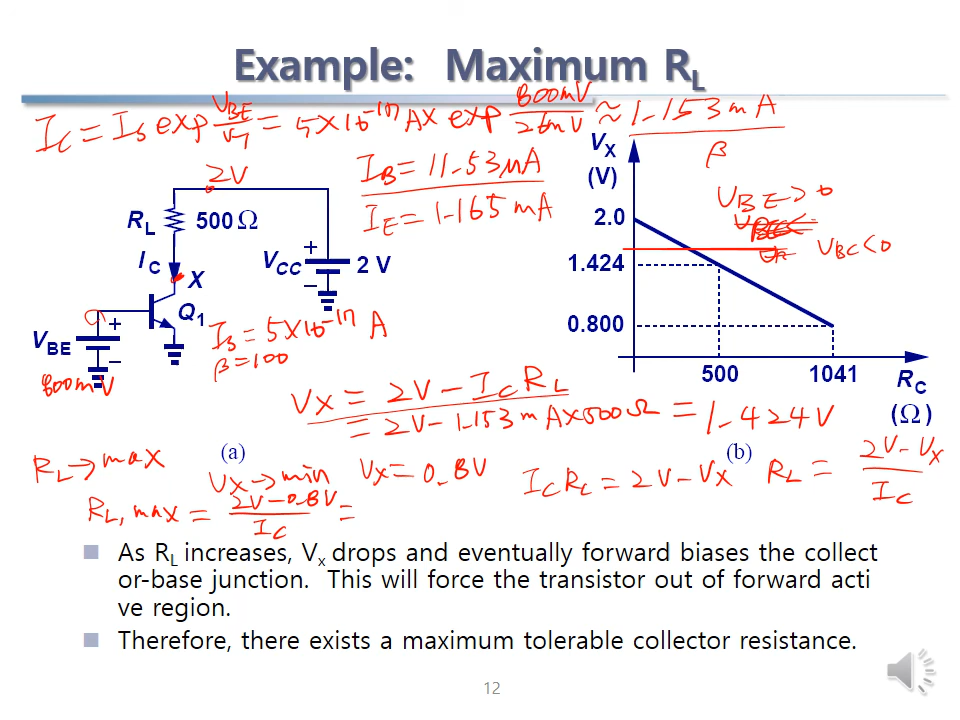 Example: Maximum RL
IC = IS exp VBE/VT = 5×10^-17 A× exp 800mV/26mV ≈ 1.153 mA
β
IB = 11.53 μA
IE = 1.165 mA
2V
RL 500 Ω
IC X
VCC 2 V
+
−
Q1
VBE
+
−
800mV
IS = 5×10^-17 A
β=100
VX
(V)
2.0
1.424
0.800
500 1041 RC
(Ω)
VBE > 0
VBC < 0
VX = 2V − IC RL
= 2V − 1.153 mA×500Ω = 1.424V
(a) (b)
RL → max VX → min VX = 0.8V IC RL = 2V − VX RL = 2V − VX / IC
RL, max = 2V − 0.8V / IC =
As RL increases, Vx drops and eventually forward biases the collect
or-base junction. This will force the transistor out of forward acti
ve region.
Therefore, there exists a maximum tolerable collector resistance.
12